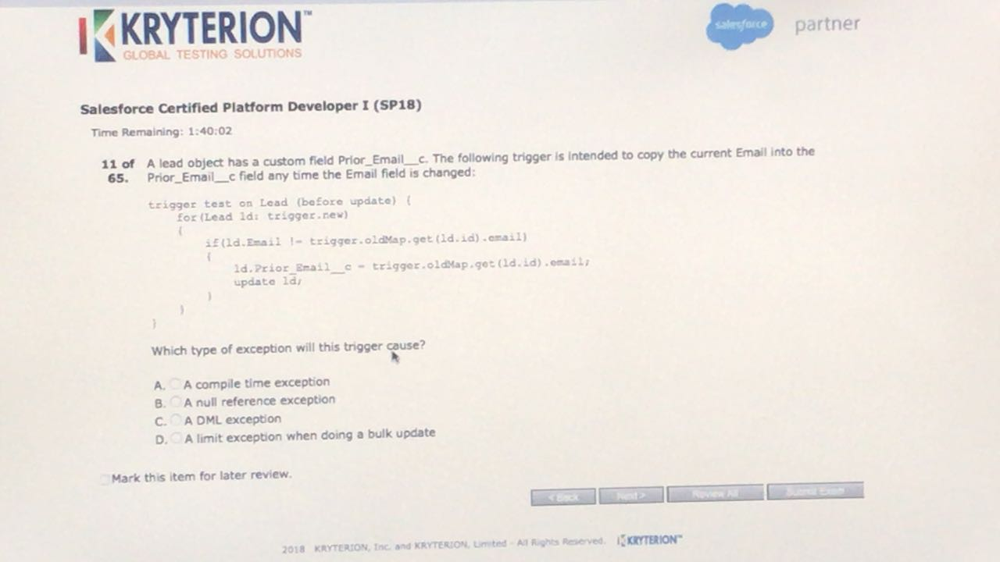 KRYTERION™
GLOBAL TESTING SOLUTIONS
salesforce
partner
Salesforce Certified Platform Developer I (SP18)
Time Remaining: 1:40:02
11 of 65. A lead object has a custom field Prior_Email__c. The following trigger is intended to copy the current Email into the
Prior_Email__c field any time the Email field is changed:
trigger test on Lead (before update) {
for(Lead ld: trigger.new)
{
if(ld.Email != trigger.oldMap.get(ld.id).email)
{
ld.Prior_Email__c = trigger.oldMap.get(ld.id).email;
update ld;
}
}
}
Which type of exception will this trigger cause?
A. A compile time exception
B. A null reference exception
C. A DML exception
D. A limit exception when doing a bulk update
Mark this item for later review.
< Back
Next >
Review All
Submit Exam
2018 KRYTERION, Inc. and KRYTERION, Limited - All Rights Reserved. KRYTERION™